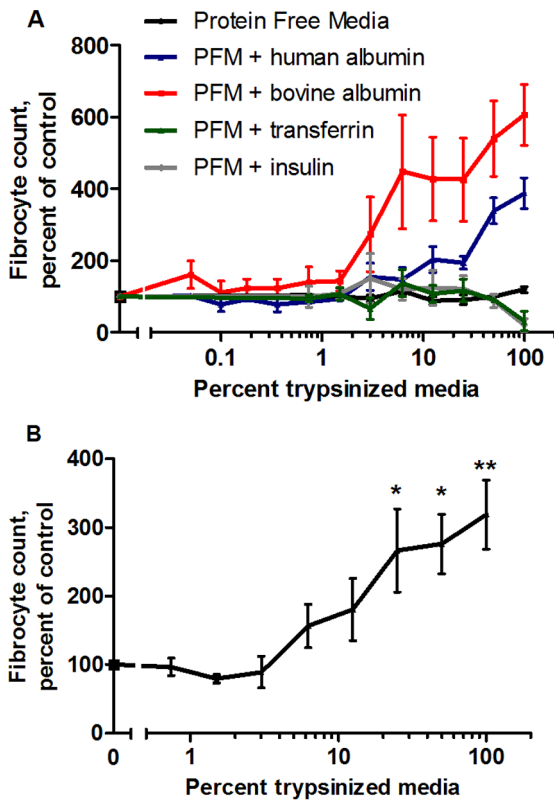 A
Protein Free Media
PFM + human albumin
PFM + bovine albumin
PFM + transferrin
PFM + insulin
Fibrocyte count,
percent of control
800
600
400
200
0
0.1
1
10
100
Percent trypsinized media
B
Fibrocyte count,
percent of control
400
300
200
100
0
*
*
**
0
1
10
100
Percent trypsinized media